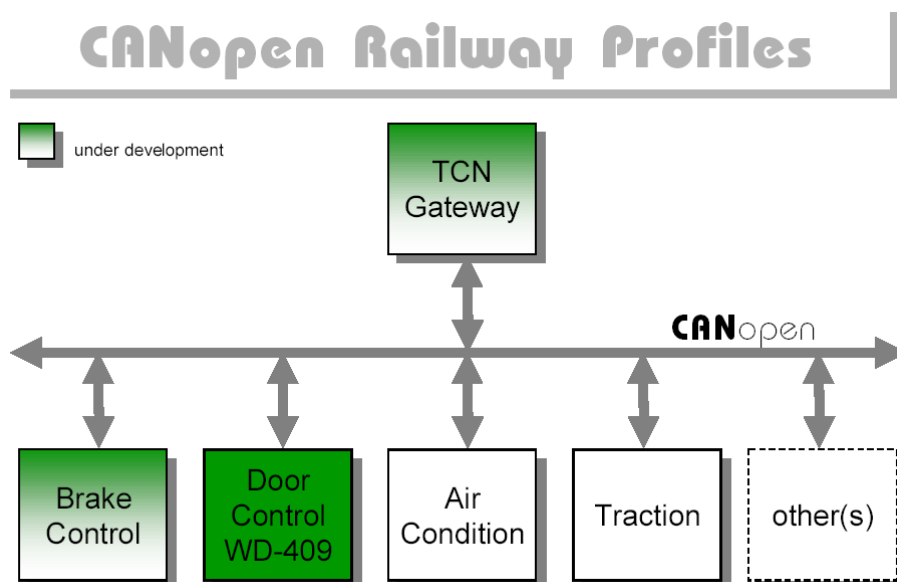 CANopen Railway Profiles
under development
TCN
Gateway
CANopen
Brake
Control
Door
Control
WD-409
Air
Condition
Traction
other(s)